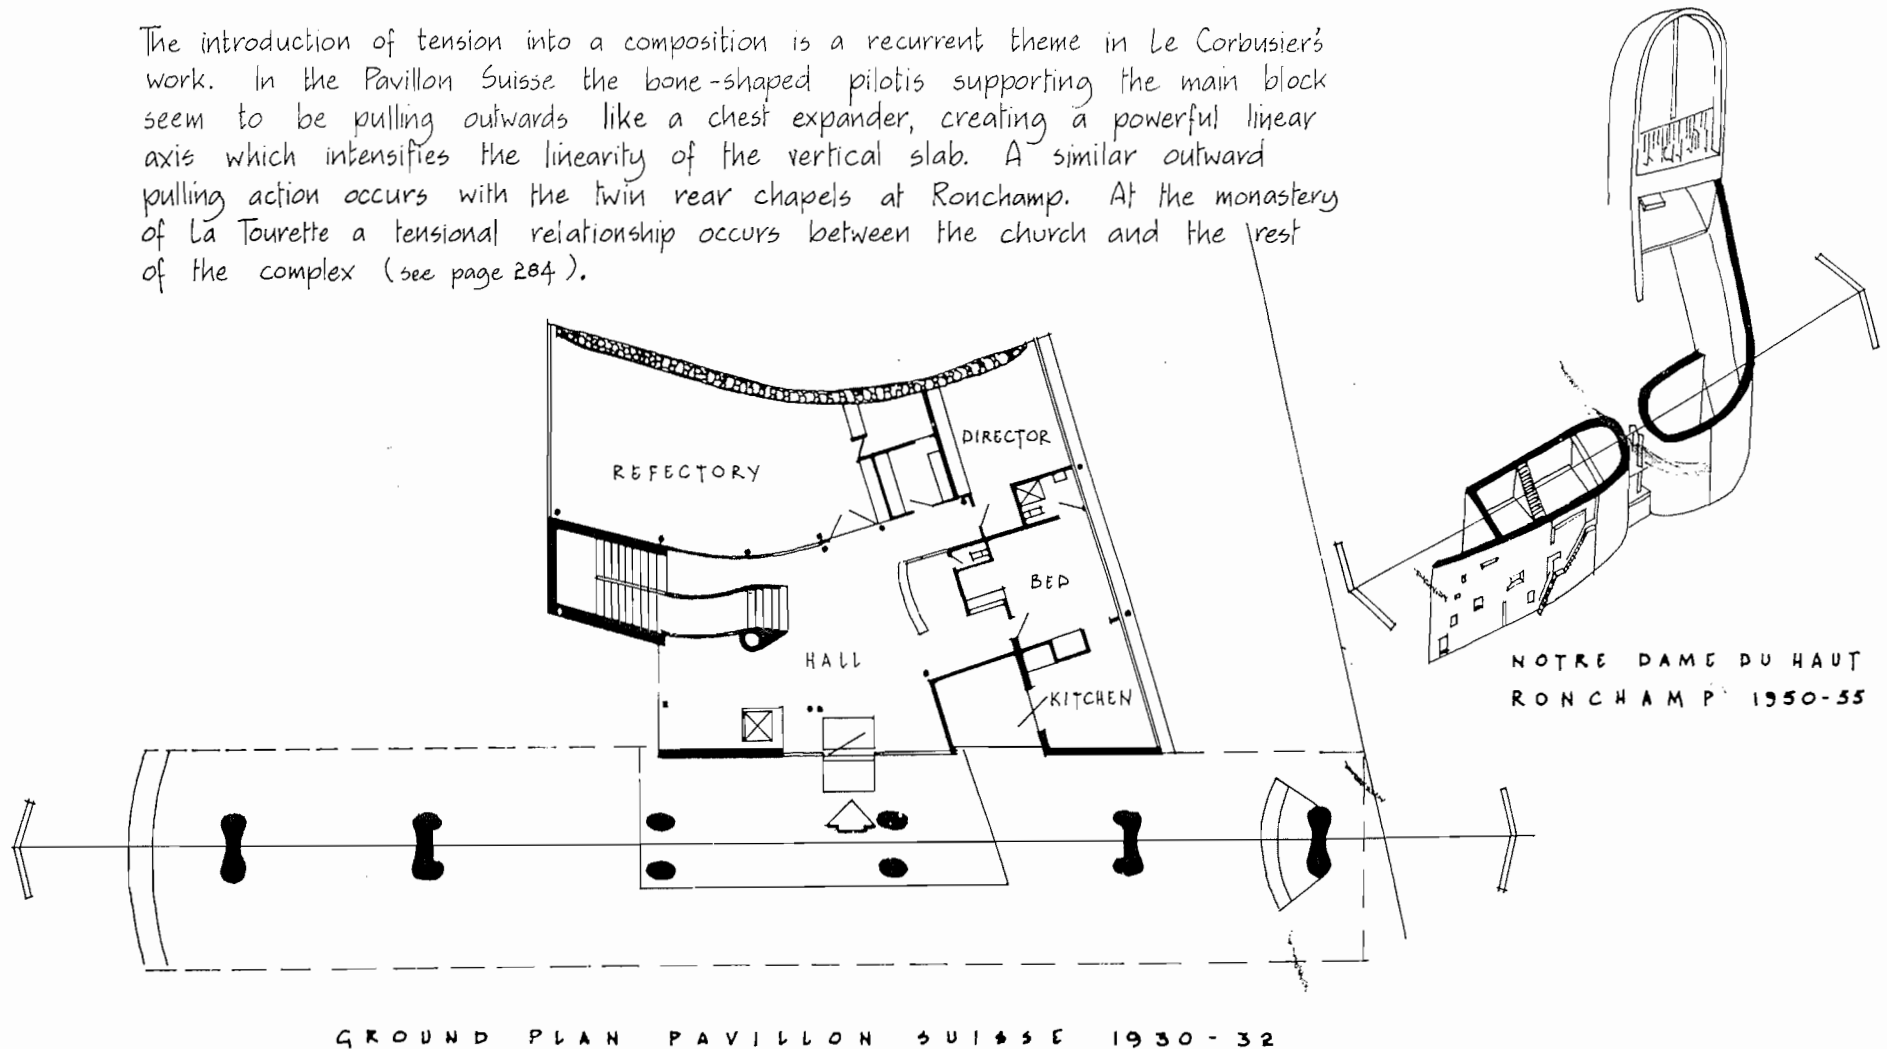 The introduction of tension into a composition is a recurrent theme in Le Corbusier's
work. In the Pavillon Suisse the bone-shaped pilotis supporting the main block
seem to be pulling outwards like a chest expander, creating a powerful linear
axis which intensifies the linearity of the vertical slab. A similar outward
pulling action occurs with the twin rear chapels at Ronchamp. At the monastery
of La Tourette a tensional relationship occurs between the church and the rest
of the complex (see page 284).
DIRECTOR
REFECTORY
BED
HALL
KITCHEN
NOTRE DAME DU HAUT
RONCHAMP 1950-55
GROUND PLAN PAVILLON SUISSE 1930-32